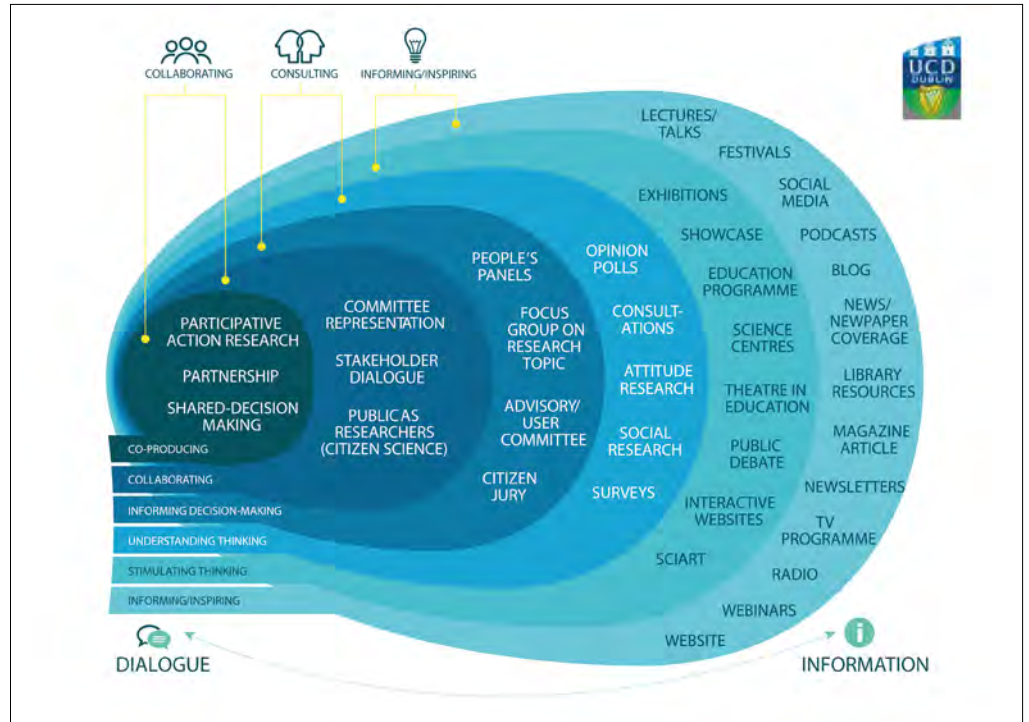 COLLABORATING
CONSULTING
INFORMING/INSPIRING
UCD
DUBLIN
PARTICIPATIVE
ACTION RESEARCH
PARTNERSHIP
SHARED-DECISION
MAKING
COMMITTEE
REPRESENTATION
STAKEHOLDER
DIALOGUE
PUBLIC AS
RESEARCHERS
(CITIZEN SCIENCE)
PEOPLE'S
PANELS
FOCUS
GROUP ON
RESEARCH
TOPIC
ADVISORY/
USER
COMMITTEE
CITIZEN
JURY
OPINION
POLLS
CONSULT-
ATIONS
ATTITUDE
RESEARCH
SOCIAL
RESEARCH
SURVEYS
EXHIBITIONS
SHOWCASE
EDUCATION
PROGRAMME
SCIENCE
CENTRES
THEATRE IN
EDUCATION
PUBLIC
DEBATE
INTERACTIVE
WEBSITES
SCIART
LECTURES/
TALKS
FESTIVALS
SOCIAL
MEDIA
PODCASTS
BLOG
NEWS/
NEWPAPER
COVERAGE
LIBRARY
RESOURCES
MAGAZINE
ARTICLE
NEWSLETTERS
TV
PROGRAMME
RADIO
WEBINARS
WEBSITE
CO-PRODUCING
COLLABORATING
INFORMING DECISION-MAKING
UNDERSTANDING THINKING
STIMULATING THINKING
INFORMING/INSPIRING
DIALOGUE
i
INFORMATION